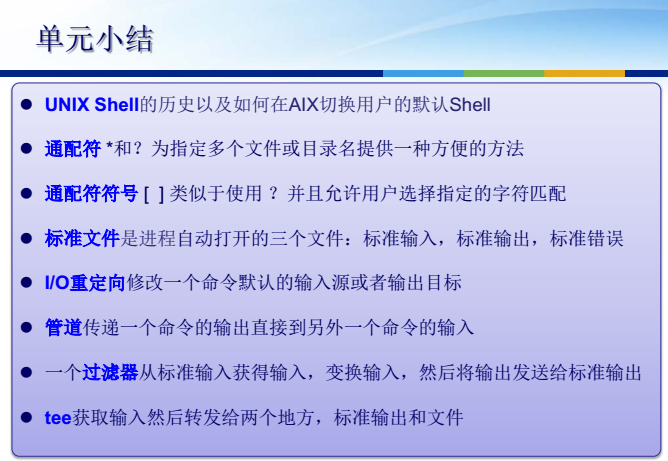 单元小结
UNIX Shell的历史以及如何在AIX切换用户的默认Shell
通配符 *和？为指定多个文件或目录名提供一种方便的方法
通配符符号 [ ] 类似于使用 ？并且允许用户选择指定的字符匹配
标准文件是进程自动打开的三个文件：标准输入，标准输出，标准错误
I/O重定向修改一个命令默认的输入源或者输出目标
管道传递一个命令的输出直接到另外一个命令的输入
一个过滤器从标准输入获得输入，变换输入，然后将输出发送给标准输出
tee获取输入然后转发给两个地方，标准输出和文件